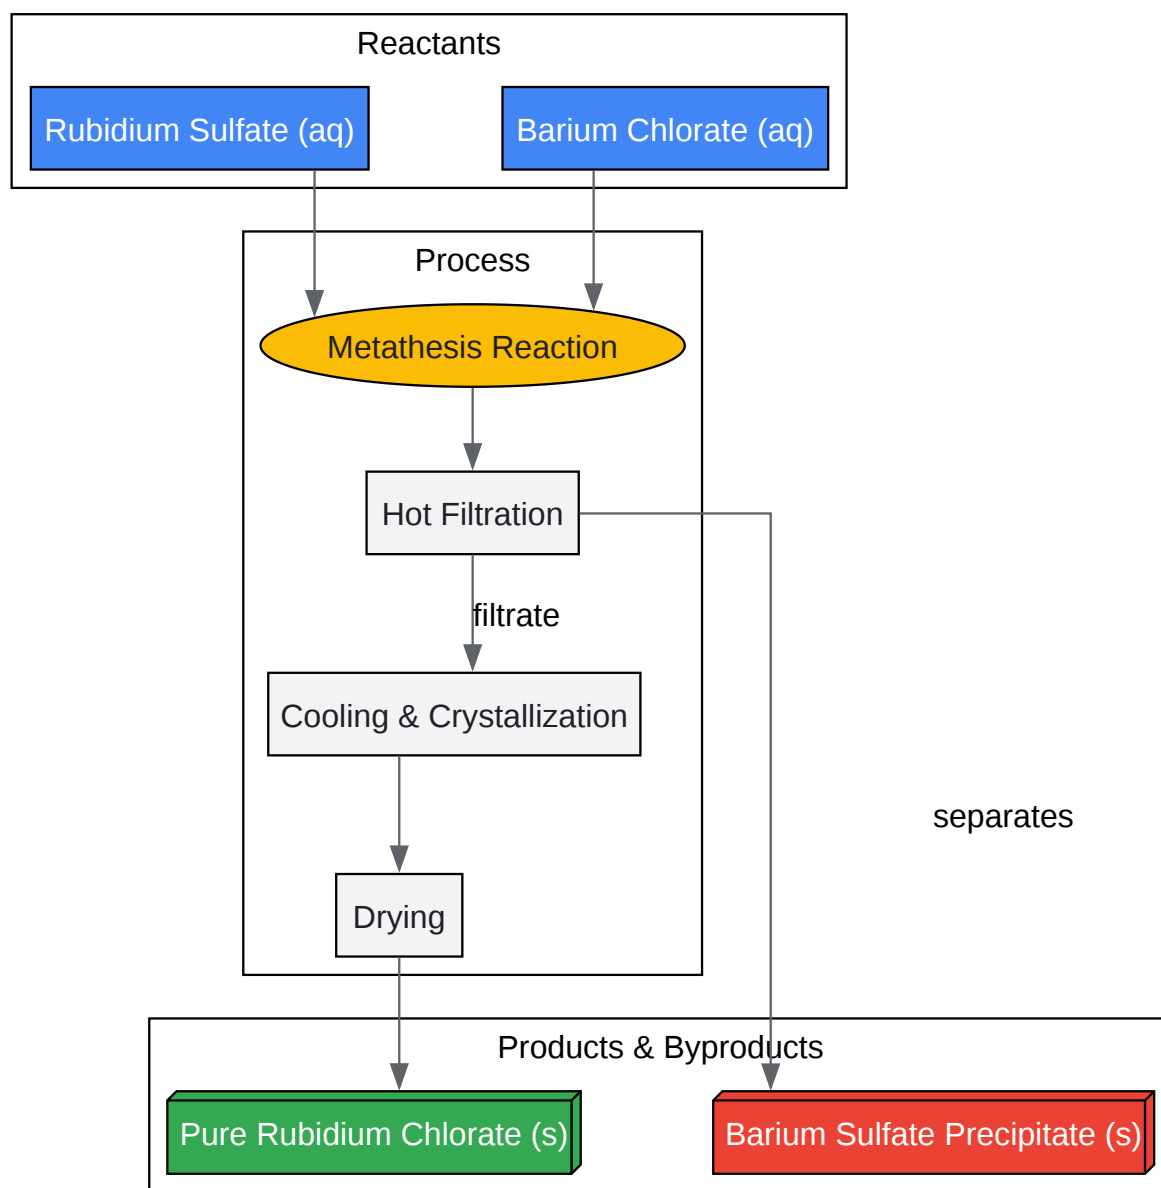 Reactants
Rubidium Sulfate (aq)
Barium Chlorate (aq)
Process
Metathesis Reaction
Hot Filtration
filtrate
Cooling & Crystallization
separates
Drying
Products & Byproducts
Pure Rubidium Chlorate (s)
Barium Sulfate Precipitate (s)